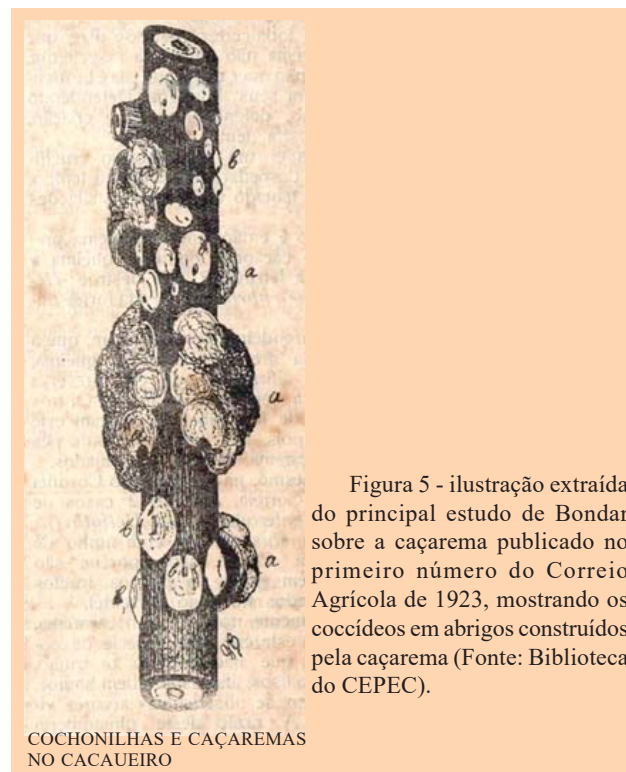 b
a
a
b
a
b
Figura 5 - ilustração extraída
do principal estudo de Bondar
sobre a caçarema publicado no
primeiro número do Correio
Agrícola de 1923, mostrando os
coccídeos em abrigos construídos
pela caçarema (Fonte: Biblioteca
do CEPEC).
COCHONILHAS E CAÇAREMAS
NO CACAUEIRO